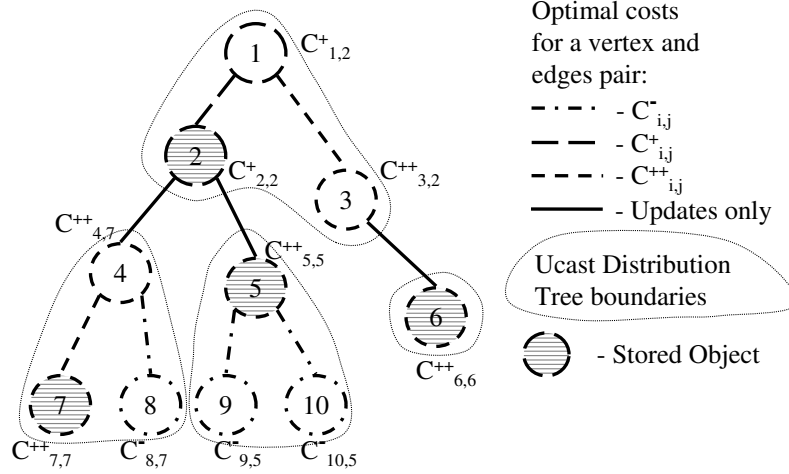 1 C⁺₁,₂
2 C⁺₂,₂
3 C⁺⁺₃,₂
C⁺⁺₄,₇
4
C⁺⁺₅,₅
5
6
C⁺⁺₆,₆
7 8 9 10
C⁺⁺₇,₇ C⁻₈,₇ C⁻₉,₅ C⁻₁₀,₅
Optimal costs
for a vertex and
edges pair:
- C⁻ᵢ,ⱼ
- C⁺ᵢ,ⱼ
- C⁺⁺ᵢ,ⱼ
- Updates only
Ucast Distribution
Tree boundaries
- Stored Object